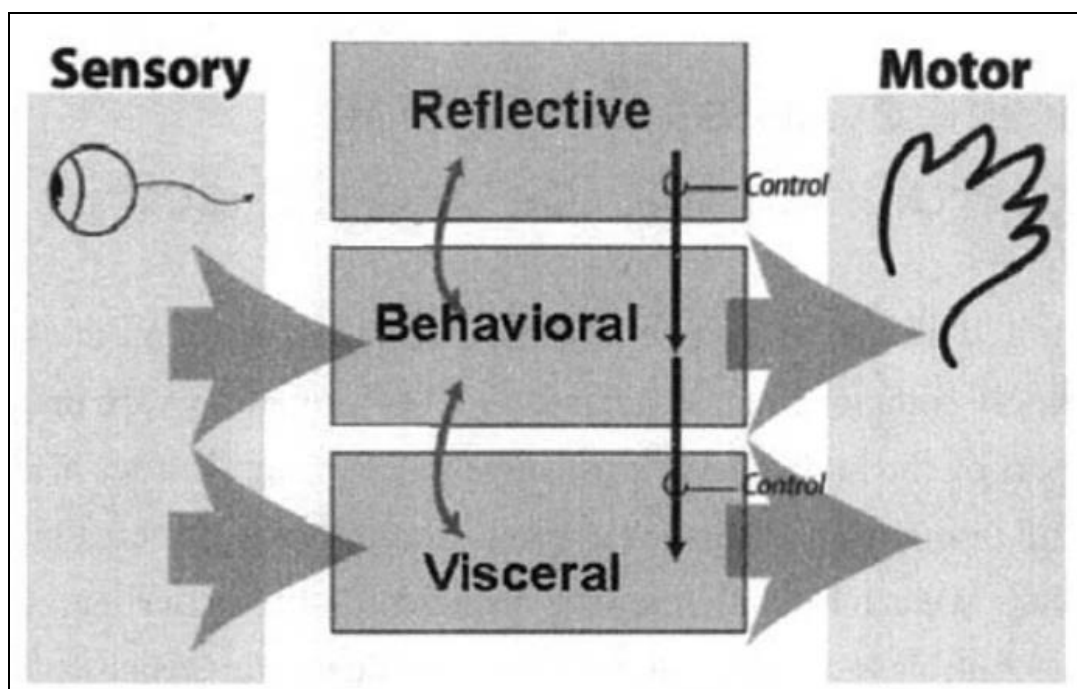 Sensory
Motor
Reflective
Control
Behavioral
Control
Visceral